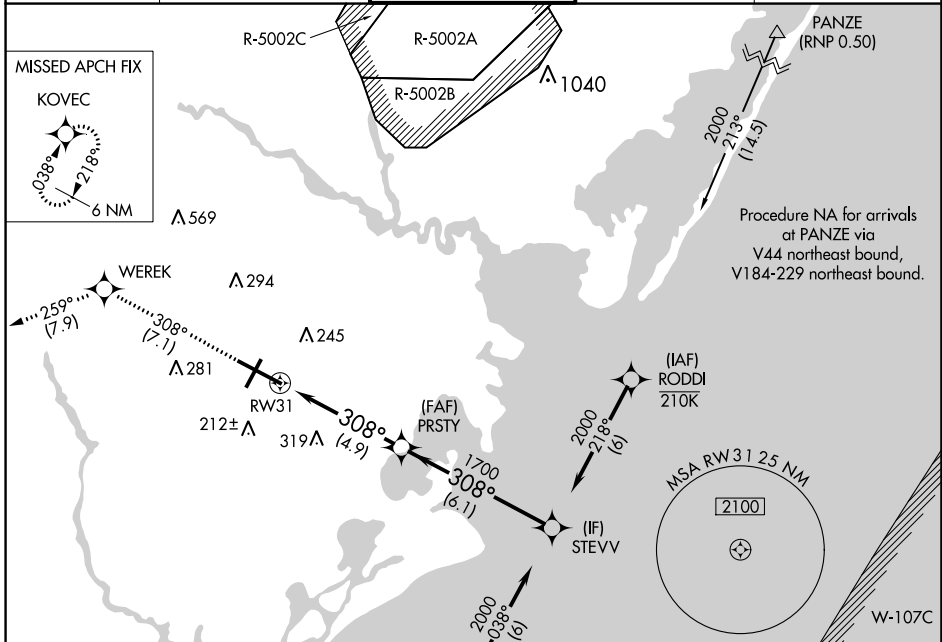 R-5002C
R-5002A
R-5002B
1040
PANZE
(RNP 0.50)
2000
213°
(14.5)
MISSED APCH FIX
KOVEC
038°
218°
6 NM
569
Procedure NA for arrivals
at PANZE via
V44 northeast bound,
V184-229 northeast bound.
WEREK
294
259°
(7.9)
308°
(7.1)
245
281
RW31
212±
319
308°
(4.9)
(FAF)
PRSTY
(IAF)
RODDI
210K
2000
218°
(6)
1700
308°
(6.1)
(IF)
STEVV
MSA RW31 25 NM
2100
2000
038°
(6)
W-107C